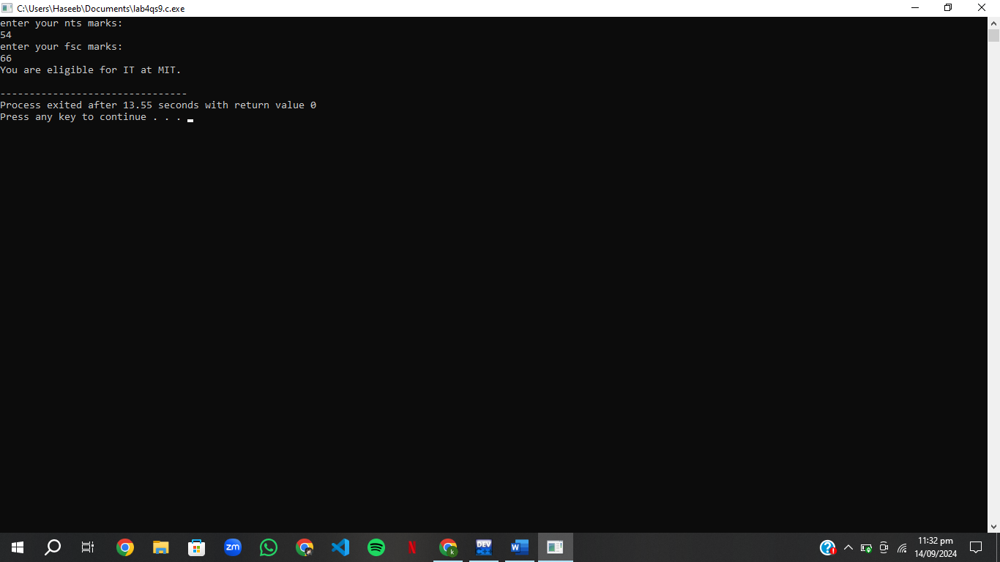 C:\Users\Haseeb\Documents\lab4qs9.c.exe
enter your nts marks:
54
enter your fsc marks:
66
You are eligible for IT at MIT.
--------------------------------
Process exited after 13.55 seconds with return value 0
Press any key to continue . . .
zm
N
k
DEV
C++
W
?
!
11:32 pm
14/09/2024